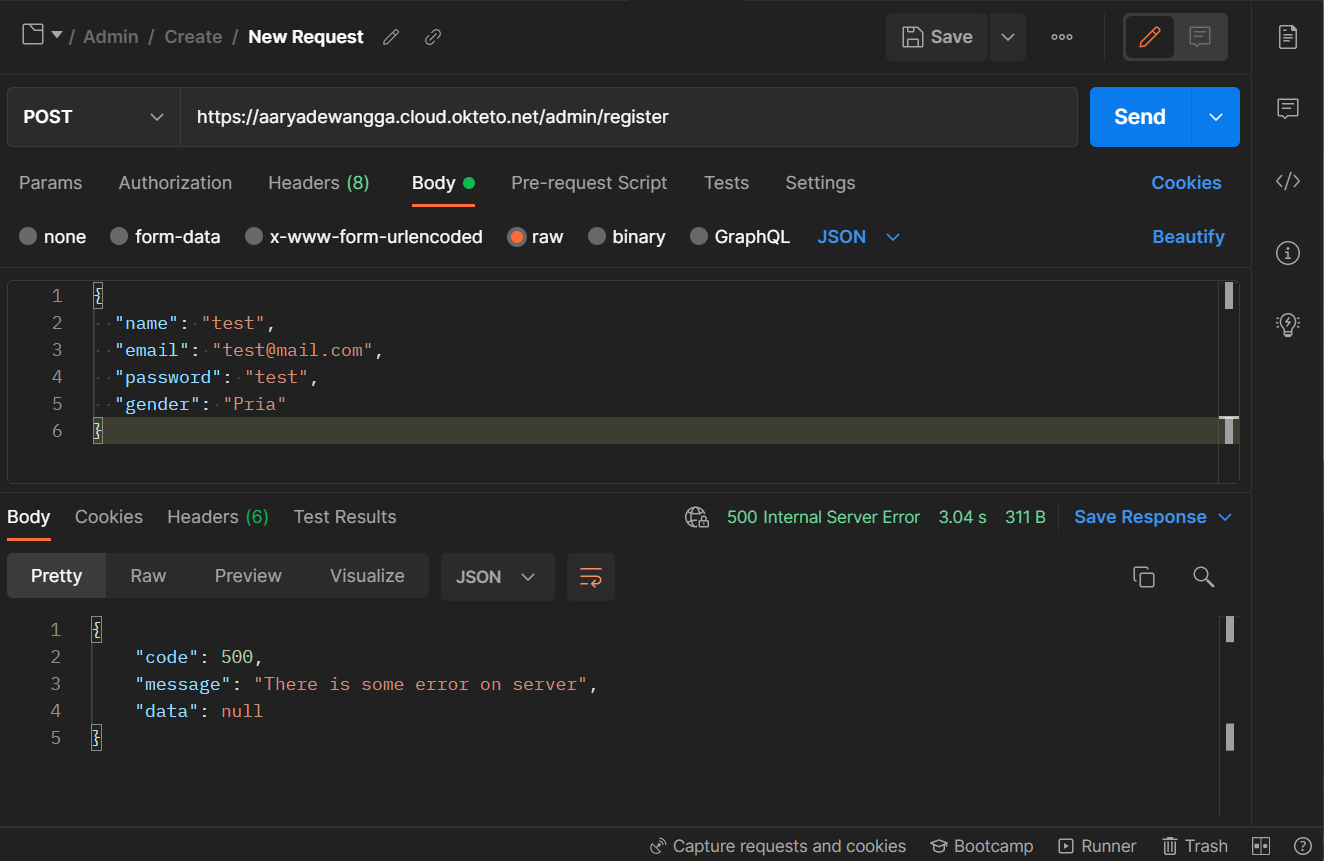 / Admin / Create / New Request
Save
POST
https://aaryadewangga.cloud.okteto.net/admin/register
Send
Params Authorization Headers (8) Body Pre-request Script Tests Settings Cookies
none form-data x-www-form-urlencoded raw binary GraphQL JSON Beautify
1 {
2 "name": "test",
3 "email": "test@mail.com",
4 "password": "test",
5 "gender": "Pria"
6 }
Body Cookies Headers (6) Test Results 500 Internal Server Error 3.04 s 311 B Save Response
Pretty Raw Preview Visualize JSON
1 {
2 "code": 500,
3 "message": "There is some error on server",
4 "data": null
5 }
Capture requests and cookies Bootcamp Runner Trash